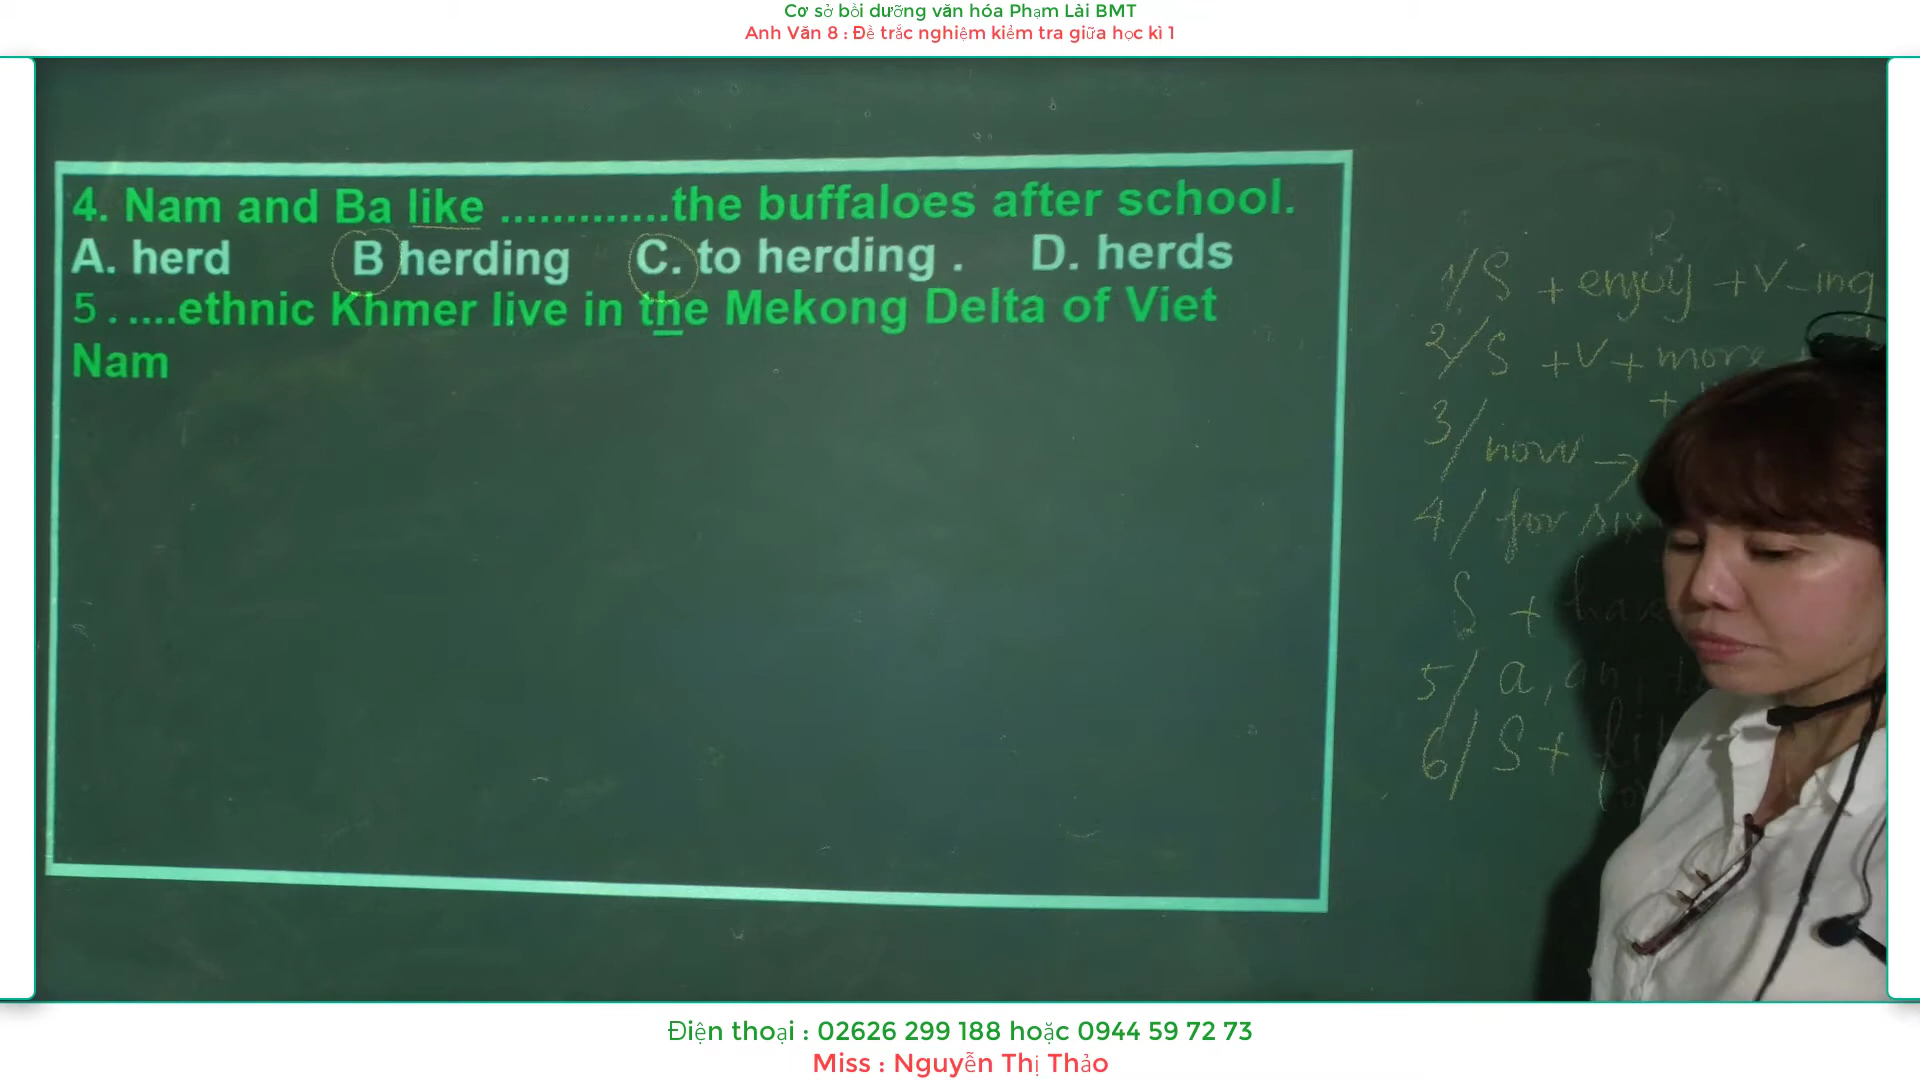 Cơ sở bồi dưỡng văn hóa Phạm Lài BMT
Anh Văn 8 : Đề trắc nghiệm kiểm tra giữa học kì 1
4. Nam and Ba like .............the buffaloes after school.
A. herd B herding C. to herding . D. herds
5 . ....ethnic Khmer live in the Mekong Delta of Viet
Nam
1/ S + enjoy + V-ing
2/ S + V + more
+
3/ now →
4/ for six
S + have
5/ a, an,
6/ S +
Điện thoại : 02626 299 188 hoặc 0944 59 72 73
Miss : Nguyễn Thị Thảo